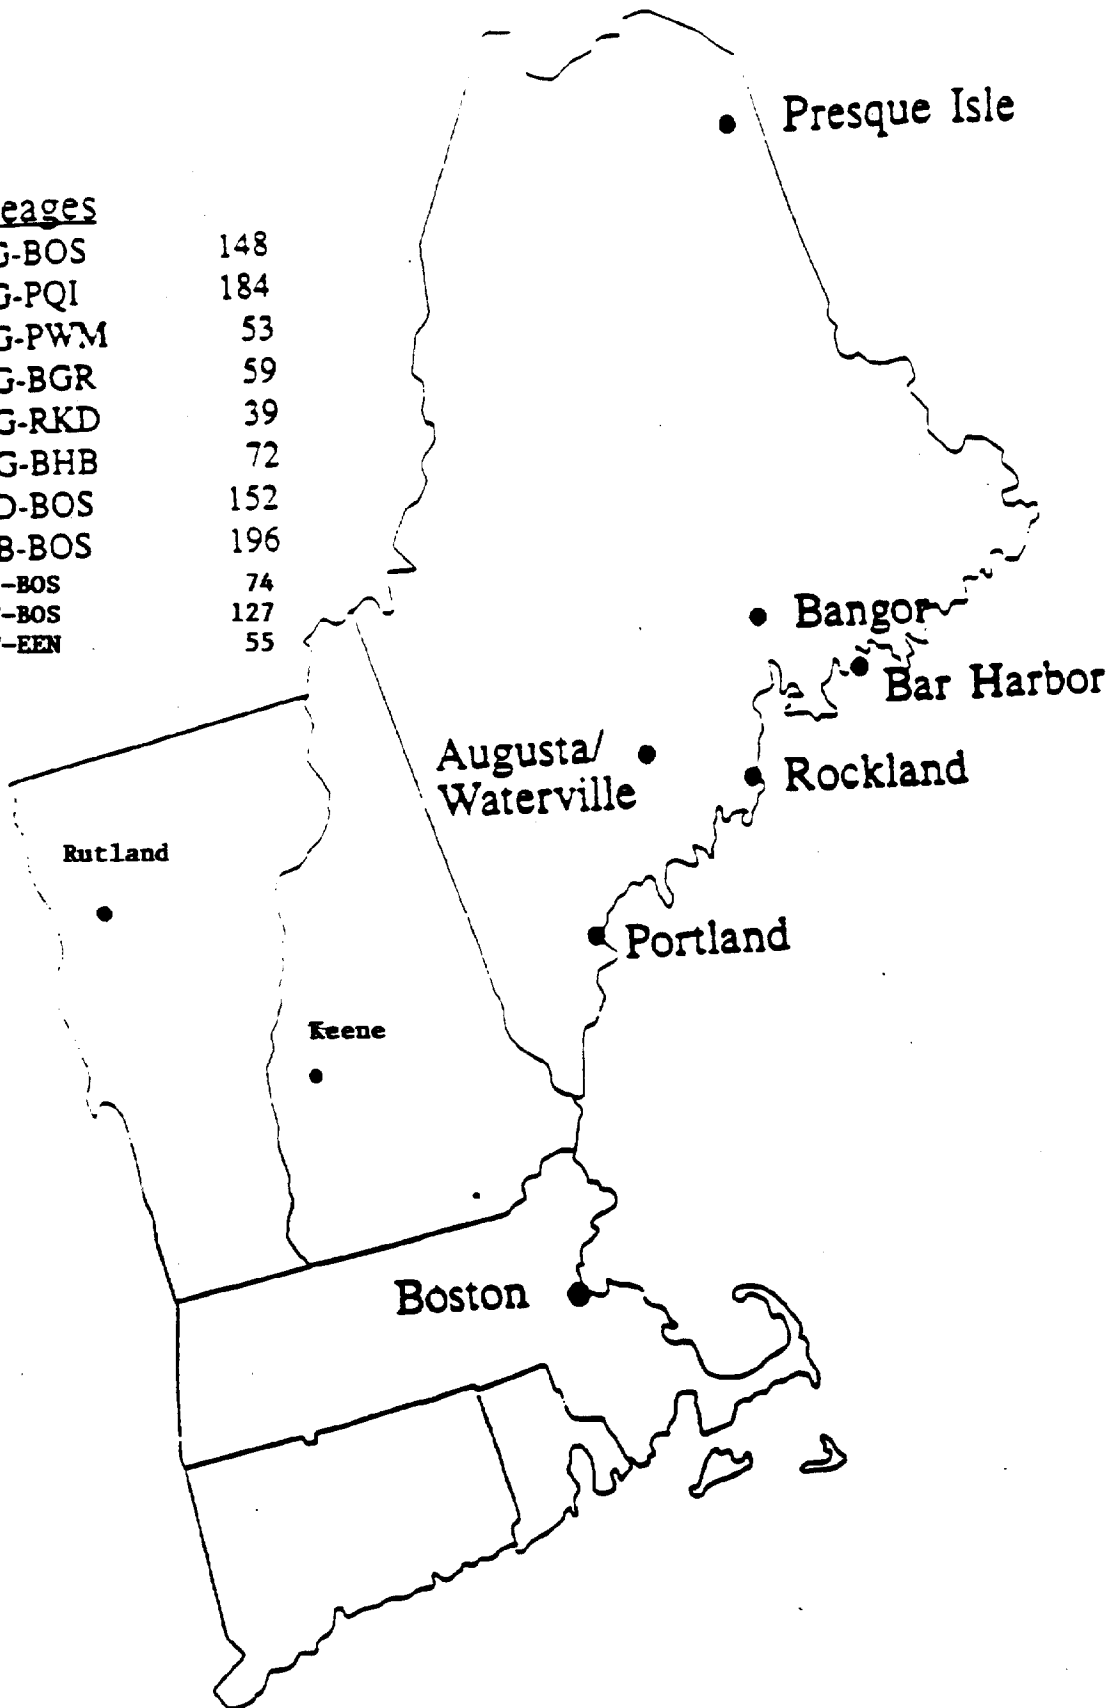 eages
G-BOS 148
G-PQI 184
G-PWM 53
G-BGR 59
G-RKD 39
G-BHB 72
D-BOS 152
B-BOS 196
-BOS 74
-BOS 127
-EEN 55
Presque Isle
Bangor
Bar Harbor
Augusta/
Waterville
Rockland
Rutland
Portland
Keene
Boston